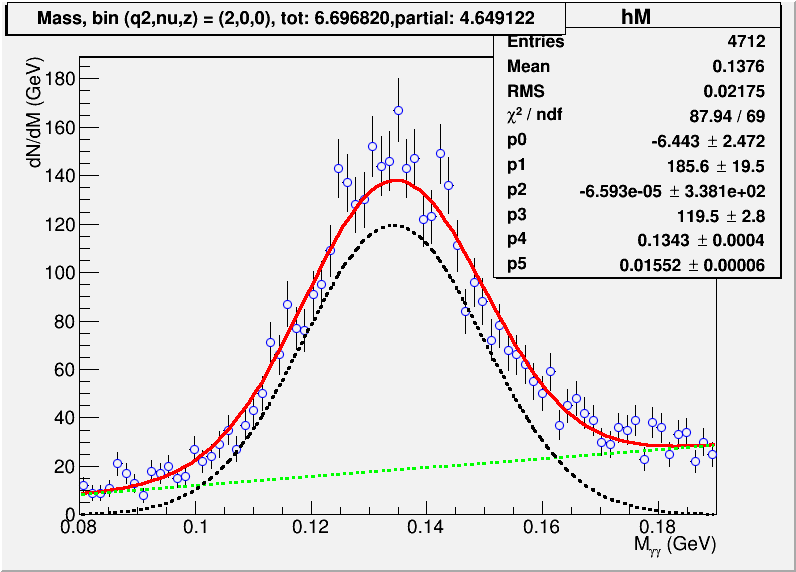 Mass, bin (q2,nu,z) = (2,0,0), tot: 6.696820,partial: 4.649122
hM
Entries 4712
Mean 0.1376
RMS 0.02175
χ² / ndf 87.94 / 69
p0 -6.443 ± 2.472
p1 185.6 ± 19.5
p2 -6.593e-05 ± 3.381e+02
p3 119.5 ± 2.8
p4 0.1343 ± 0.0004
p5 0.01552 ± 0.00006
dN/dM (GeV)
180
160
140
120
100
80
60
40
20
0
0.08 0.1 0.12 0.14 0.16 0.18
Mγγ (GeV)